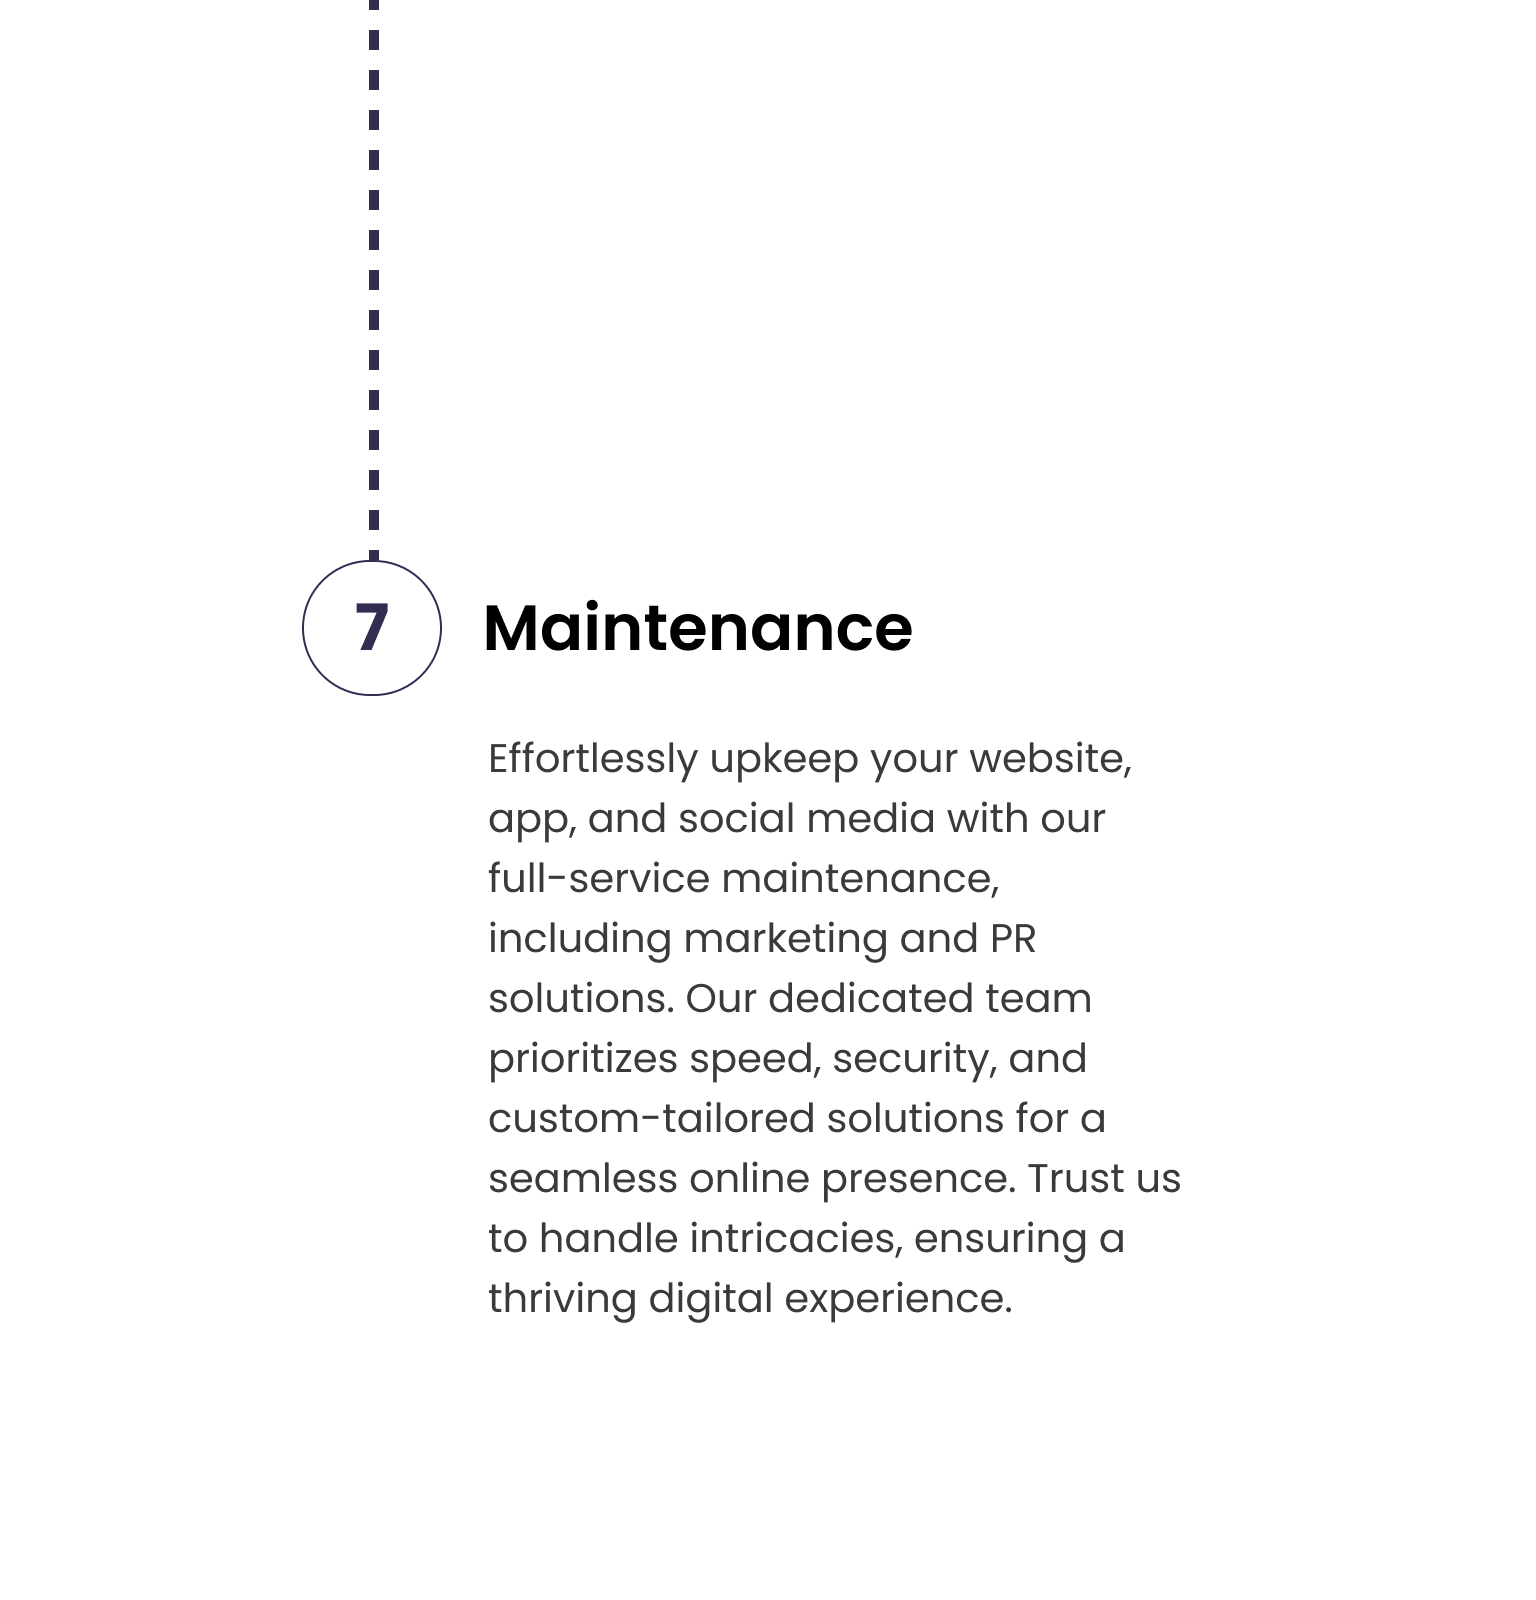 7
Maintenance
Effortlessly upkeep your website,
app, and social media with our
full-service maintenance,
including marketing and PR
solutions. Our dedicated team
prioritizes speed, security, and
custom-tailored solutions for a
seamless online presence. Trust us
to handle intricacies, ensuring a
thriving digital experience.